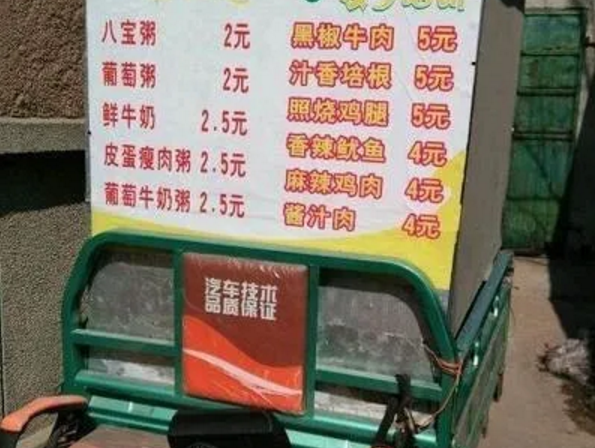 八宝粥 2元
葡萄粥 2元
鲜牛奶 2.5元
皮蛋瘦肉粥 2.5元
葡萄牛奶粥 2.5元
黑椒牛肉 5元
汁香培根 5元
照烧鸡腿 5元
香辣鱿鱼 4元
麻辣鸡肉 4元
酱汁肉 4元
汽车技术
品质保证